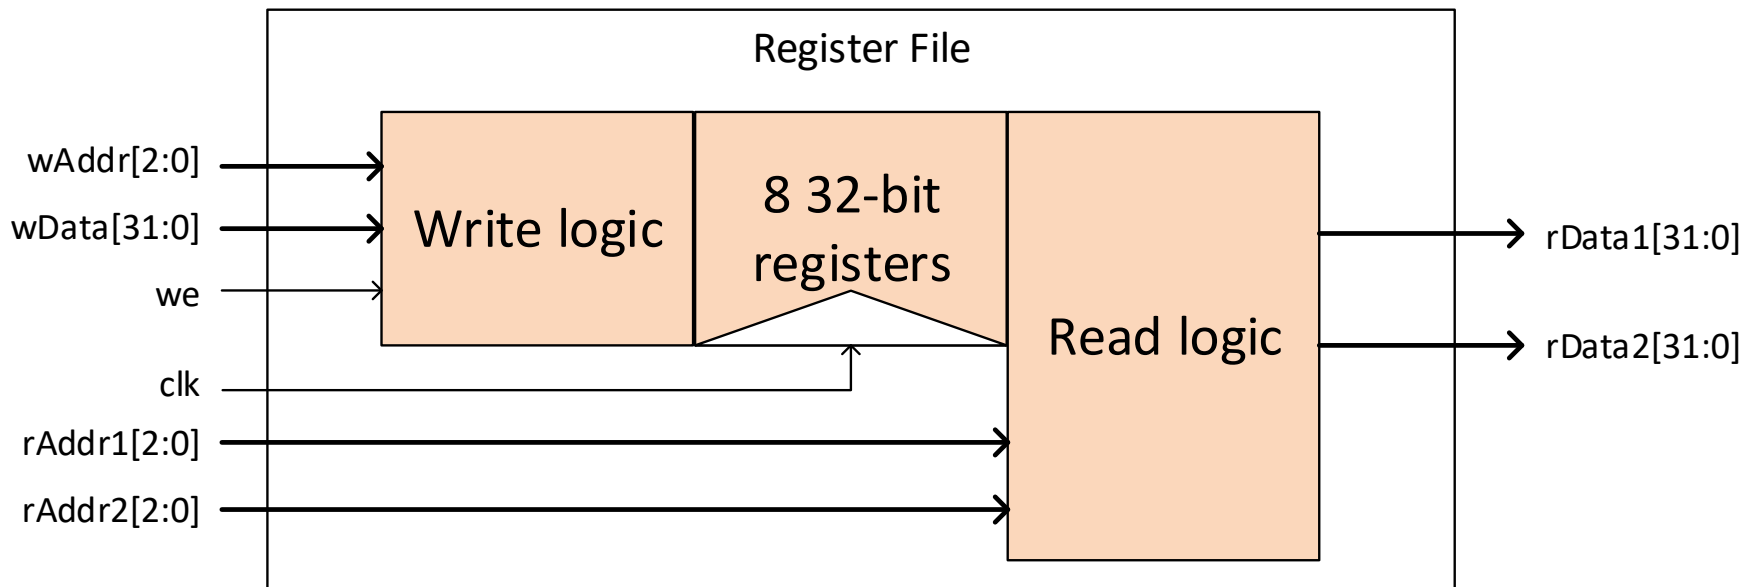 Register File
wAddr[2:0]
wData[31:0]
we
clk
rAddr1[2:0]
rAddr2[2:0]
Write logic
8 32-bit
registers
Read logic
rData1[31:0]
rData2[31:0]